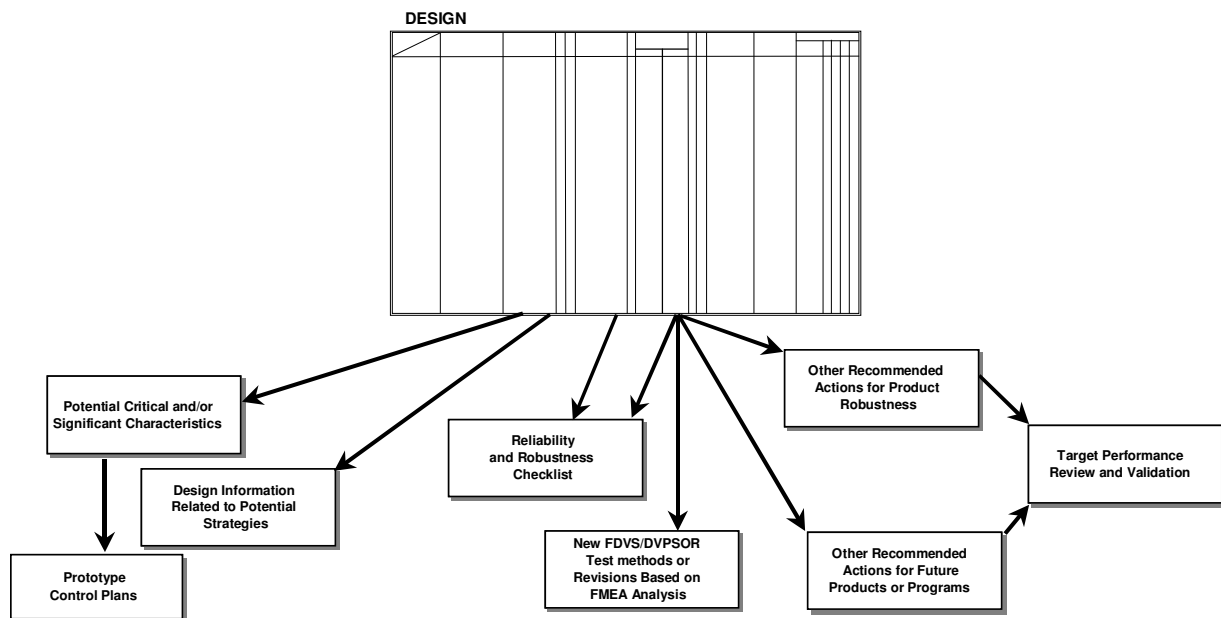 DESIGN
Potential Critical and/or
Significant Characteristics
Design Information
Related to Potential
Strategies
Prototype
Control Plans
Reliability
and Robustness
Checklist
New FDVS/DVPSOR
Test methods or
Revisions Based on
FMEA Analysis
Other Recommended
Actions for Product
Robustness
Other Recommended
Actions for Future
Products or Programs
Target Performance
Review and Validation